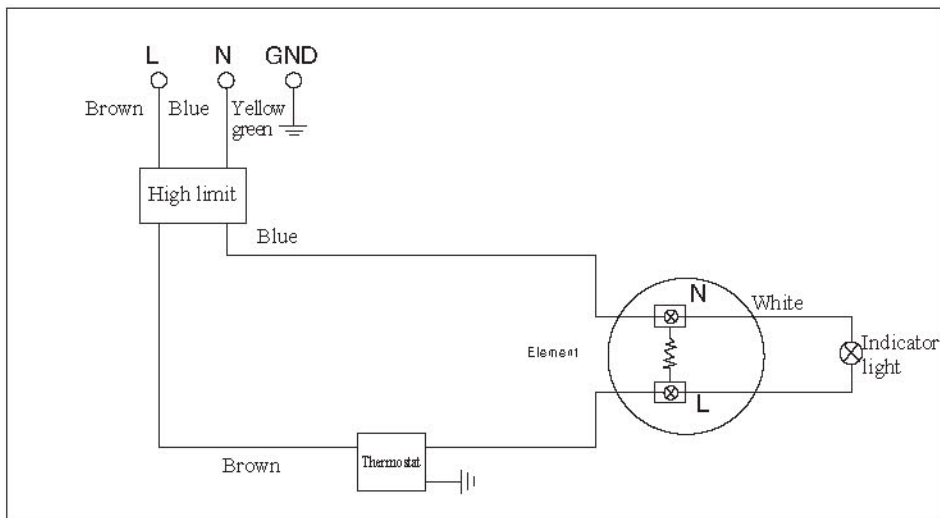 L N GND
Brown Blue Yellow
green
High limit
Blue
N
White
Element
Indicator
light
L
Thermostat
Brown